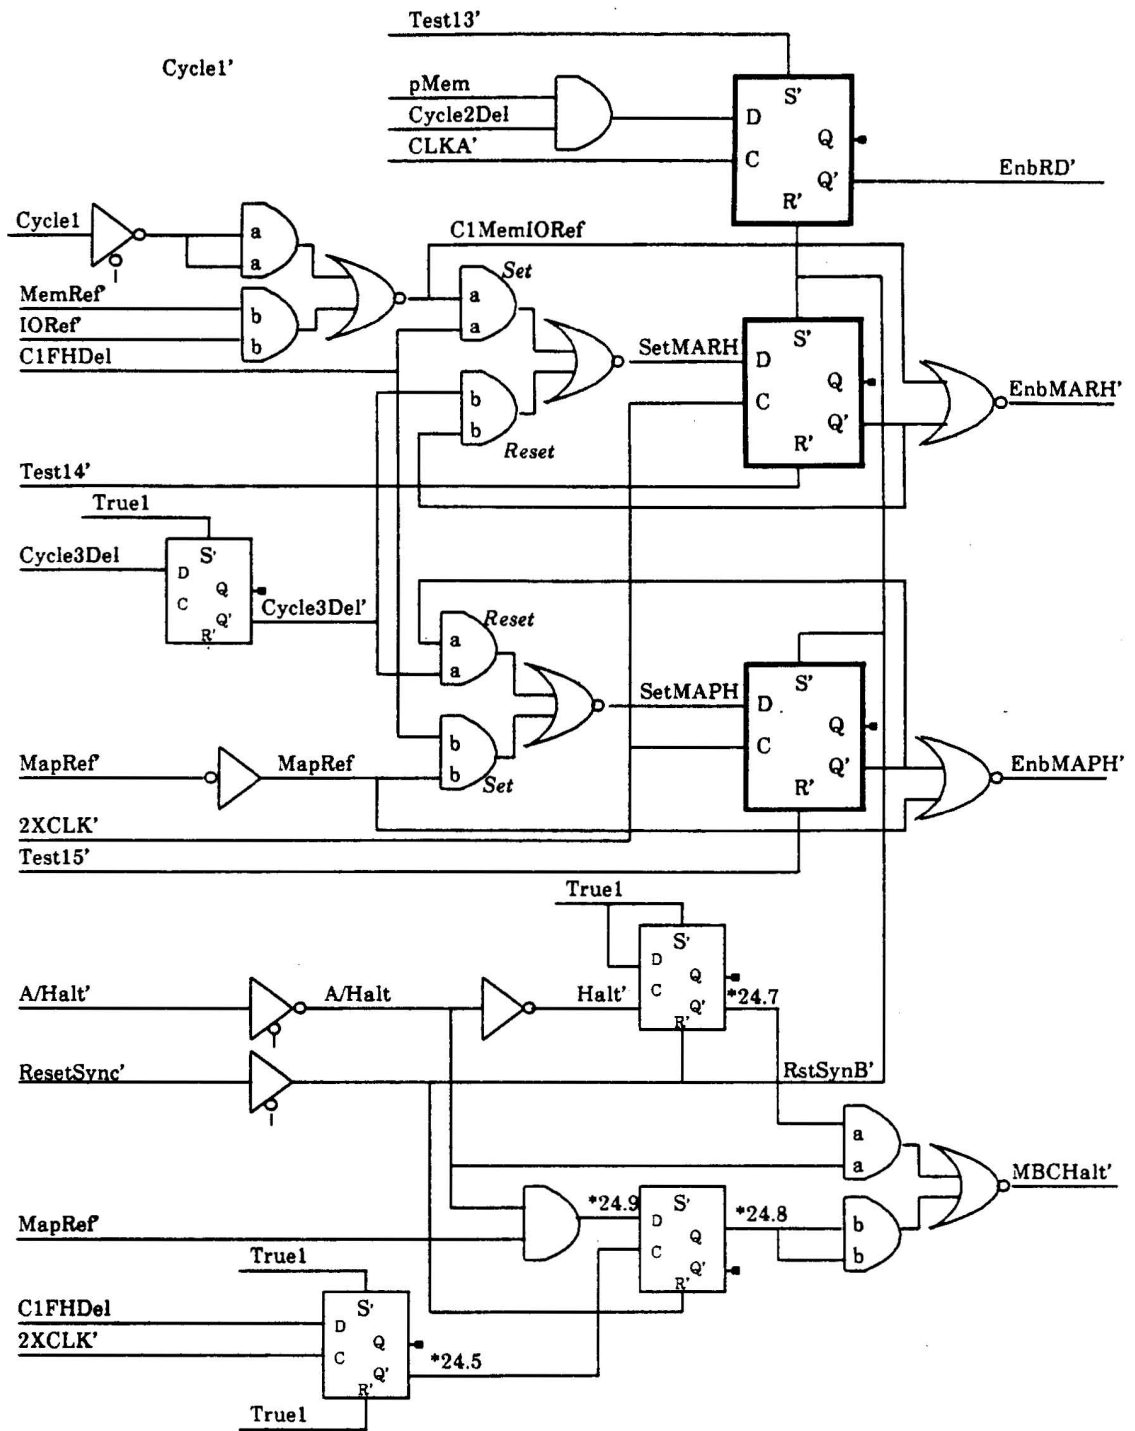 Test13'
Cycle1'
pMem
Cycle2Del
CLKA'
S'
D
C
Q
Q'
R'
EnbRD'
Cycle1
a
a
C1MemIORef
MemRef'
IORef'
b
b
C1FHDel
Set
a
a
SetMARH
S'
D
C
Q
Q'
R'
EnbMARH'
b
b
Reset
Test14'
True1
Cycle3Del
S'
D
C
Q
Q'
R'
Cycle3Del'
Reset
a
a
SetMAPH
S'
D
C
Q
Q'
R'
b
b
Set
MapRef'
MapRef
EnbMAPH'
2XCLK'
Test15'
True1
S'
D
C
Q
Q'
R'
A/Halt'
A/Halt
Halt'
*24.7
ResetSync'
RstSynB'
a
a
MBCHalt'
MapRef'
*24.9
S'
D
C
Q
Q'
R'
*24.8
b
b
True1
C1FHDel
2XCLK'
S'
D
C
Q
Q'
R'
*24.5
True1